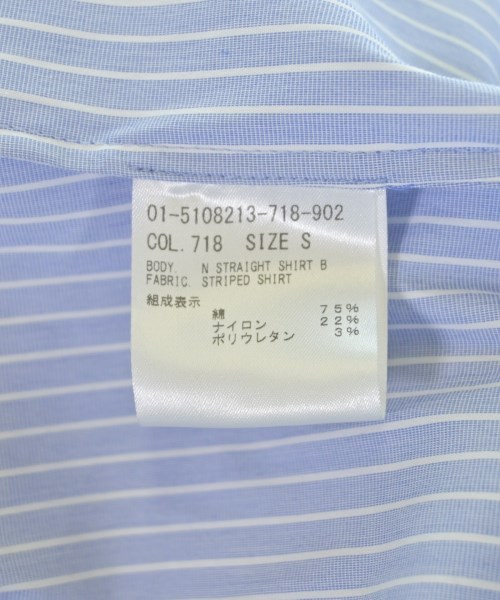 01-5108213-718-902
COL. 718 SIZE S
BODY. N STRAIGHT SHIRT B
FABRIC. STRIPED SHIRT
組成表示
綿 75%
ナイロン 22%
ポリウレタン 3%